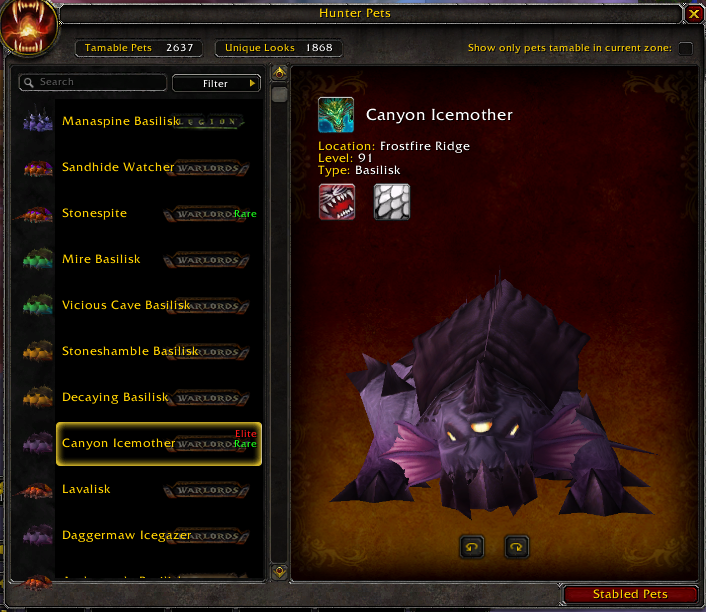 Hunter Pets
Tamable Pets 2637
Unique Looks 1868
Show only pets tamable in current zone:
Search
Filter
Manaspine Basilisk LEGION
Sandhide Watcher WARLORDS
Stonespite WARLORDS Rare
Mire Basilisk WARLORDS
Vicious Cave Basilisk WARLORDS
Stoneshamble Basilisk WARLORDS
Decaying Basilisk WARLORDS
Elite
Canyon Icemother WARLORDS Rare
Lavalisk WARLORDS
Daggermaw Icegazer WARLORDS
Canyon Icemother
Location: Frostfire Ridge
Level: 91
Type: Basilisk
Stabled Pets